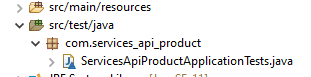 src/main/resources
src/test/java
com.services_api_product
ServicesApiProductApplicationTests.java